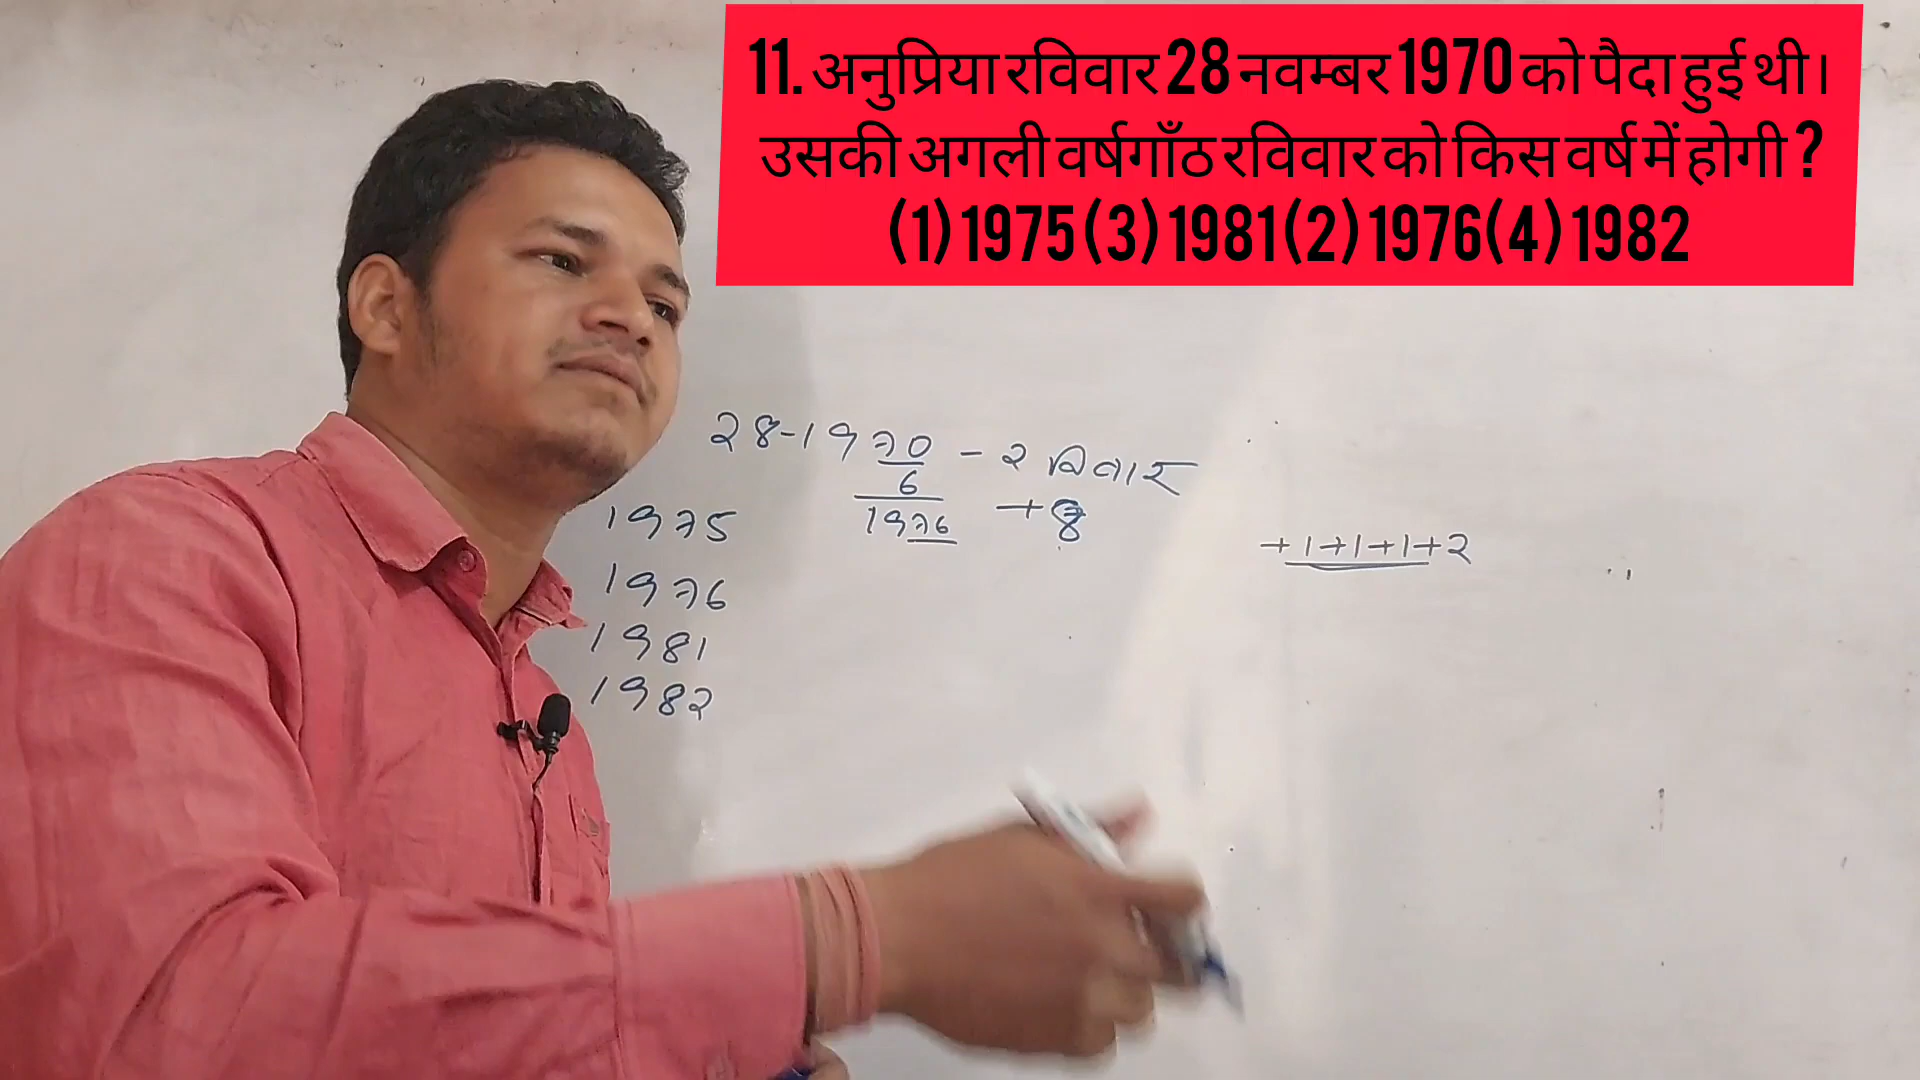 11. अनुप्रिया रविवार 28 नवम्बर 1970 को पैदा हुई थी।
उसकी अगली वर्षगाँठ रविवार को किस वर्ष में होगी ?
(1) 1975 (3) 1981 (2) 1976 (4) 1982
28-1970 - रविवार
6
1976 +8
1975
1976
1981
1982
+1+1+1+2